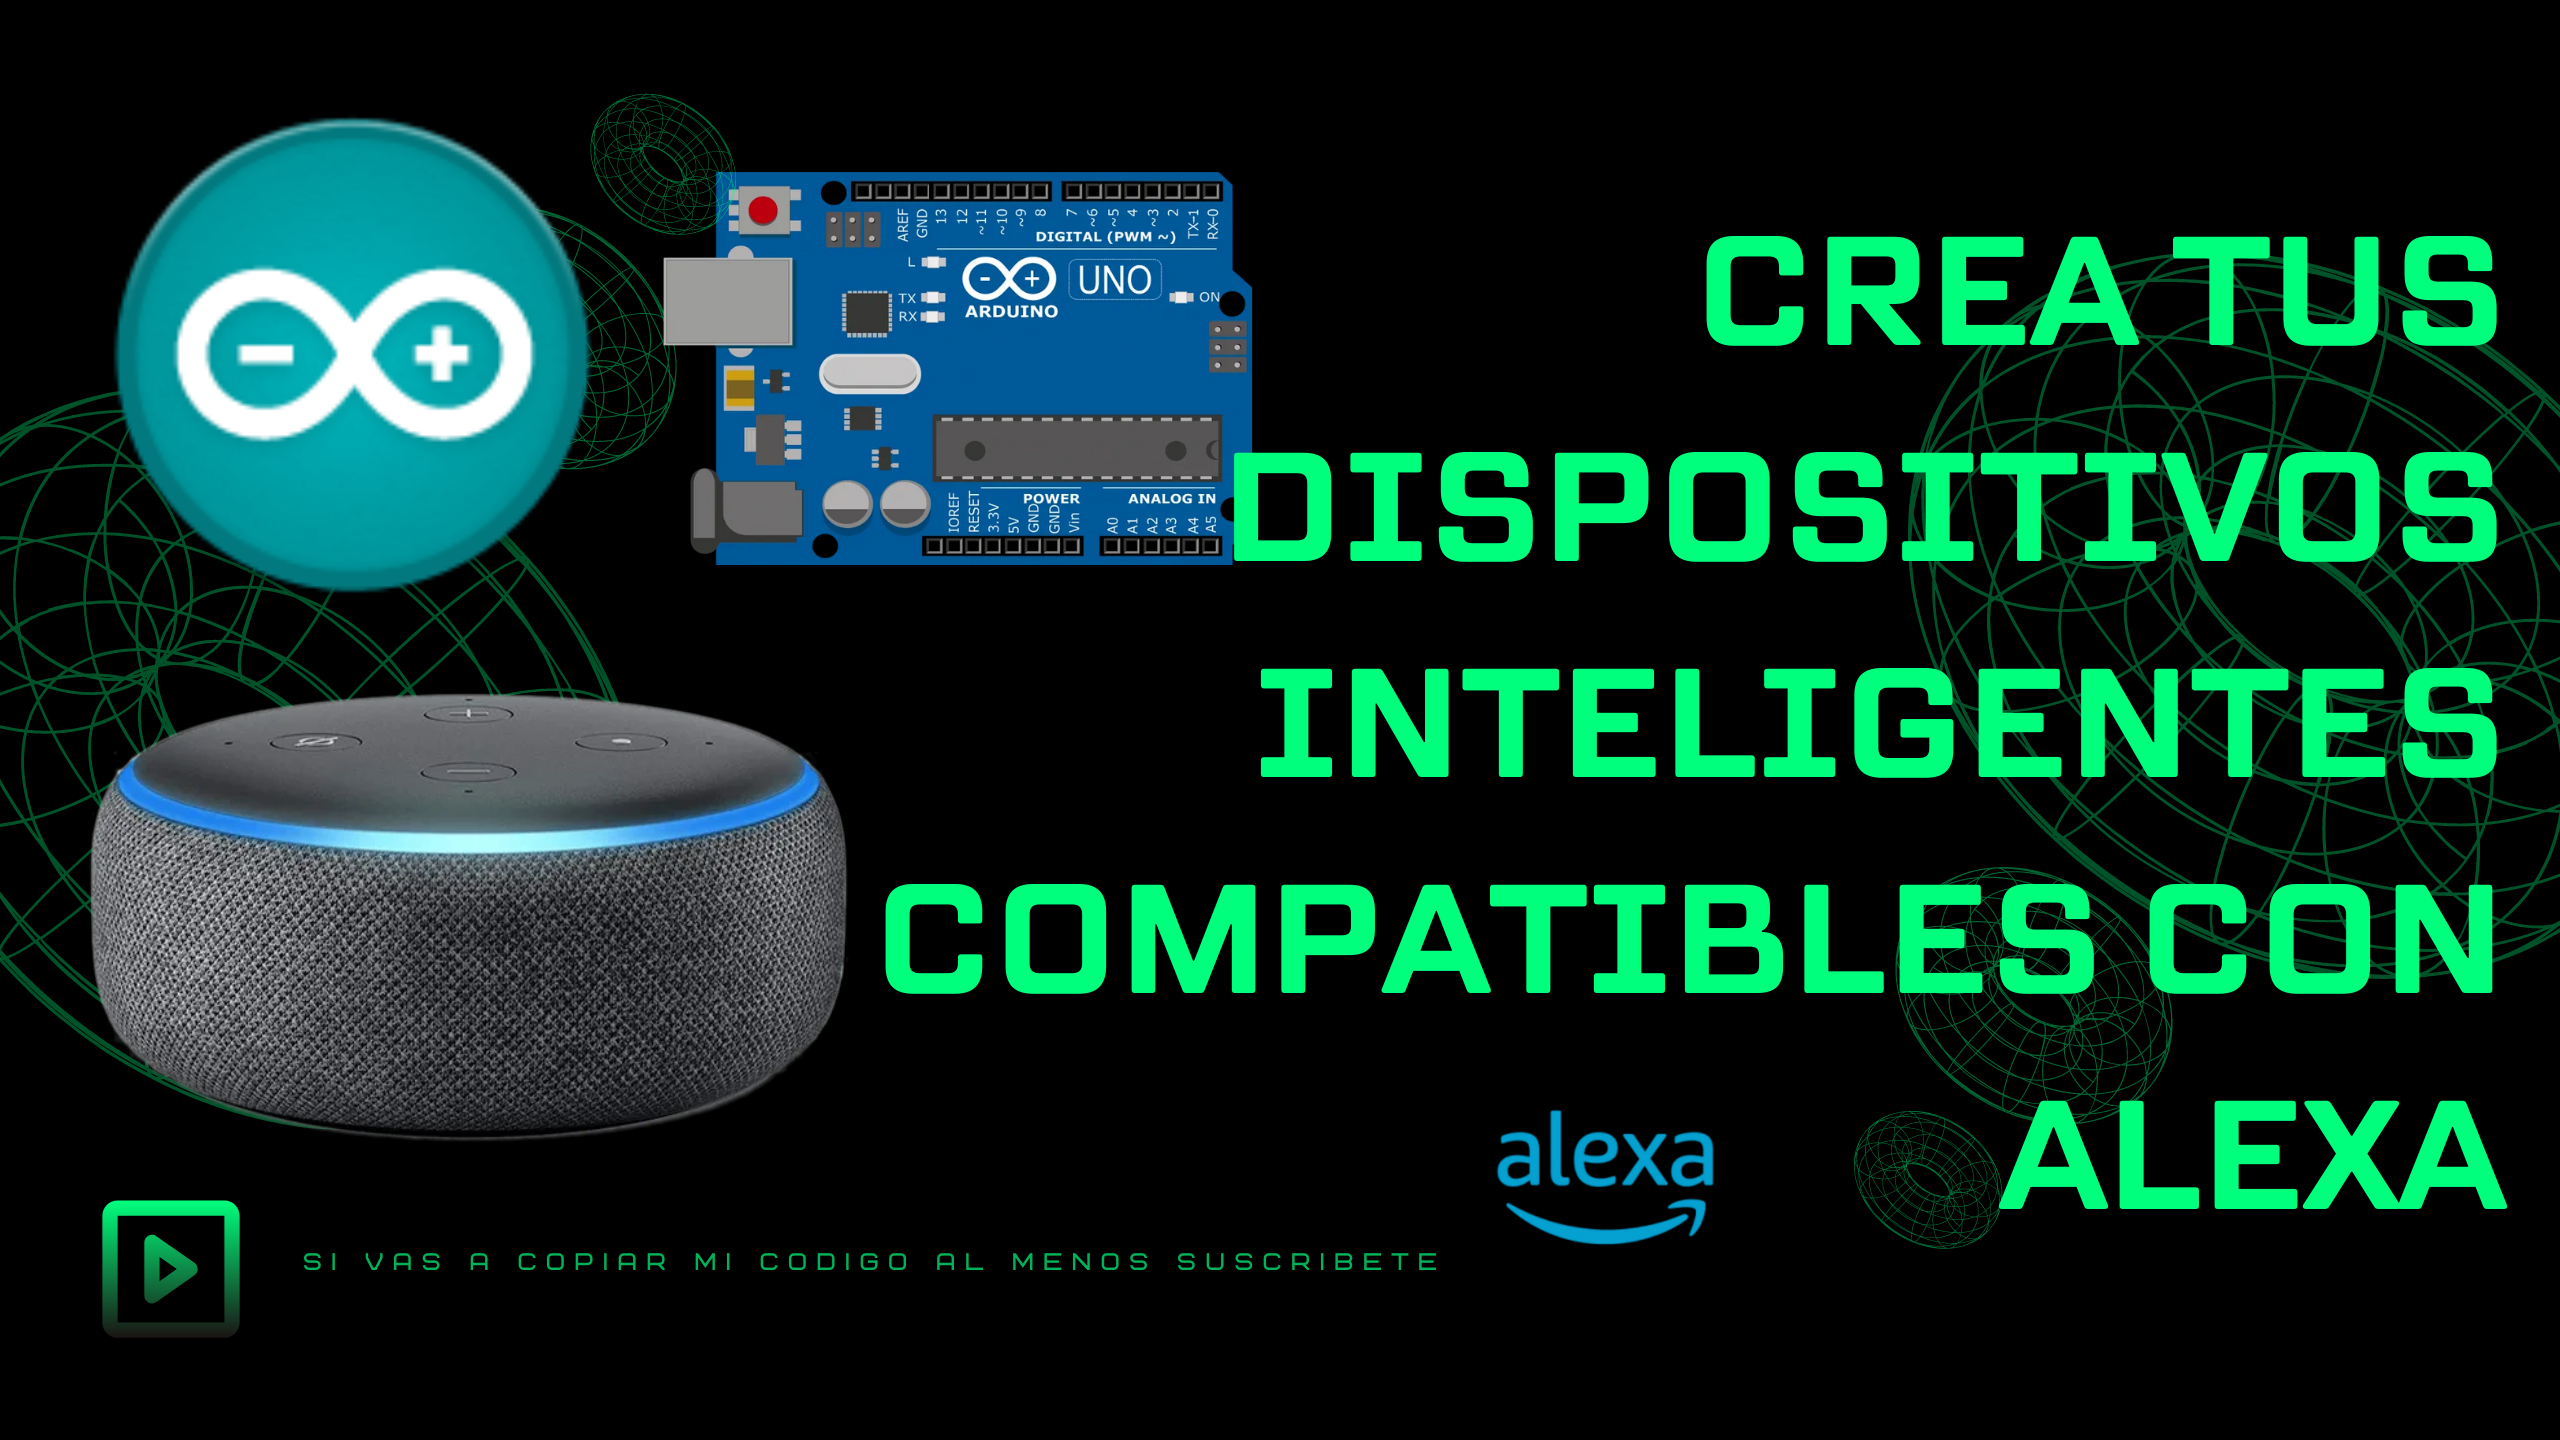 CREA TUS
DISPOSITIVOS
INTELIGENTES
COMPATIBLES CON
ALEXA
AREF
GND
13
12
~11
~10
~9
8
7
~6
~5
4
~3
2
TX-1
RX-0
DIGITAL (PWM ~)
L
TX
RX
ARDUINO
UNO
ON
POWER
ANALOG IN
IOREF
RESET
3.3V
5V
GND
GND
Vin
A0
A1
A2
A3
A4
A5
alexa
SI VAS A COPIAR MI CODIGO AL MENOS SUSCRIBETE